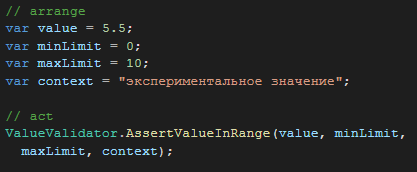 // arrange
var value = 5.5;
var minLimit = 0;
var maxLimit = 10;
var context = "экспериментальное значение";
// act
ValueValidator.AssertValueInRange(value, minLimit,
maxLimit, context);